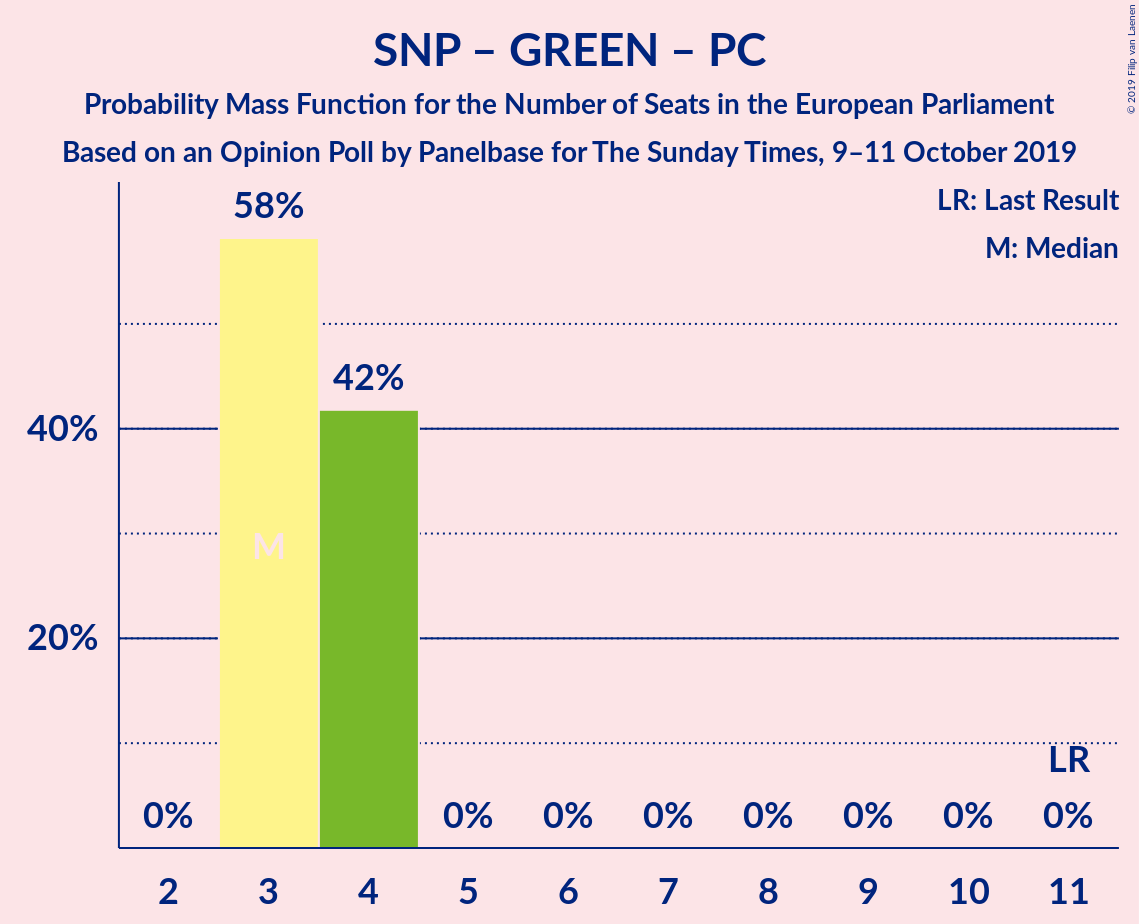 SNP – GREEN – PC
Probability Mass Function for the Number of Seats in the European Parliament
Based on an Opinion Poll by Panelbase for The Sunday Times, 9–11 October 2019
© 2019 Filip van Laenen
LR: Last Result
M: Median
58%
42%
40%
M
20%
LR
0% 0% 0% 0% 0% 0% 0% 0%
2 3 4 5 6 7 8 9 10 11